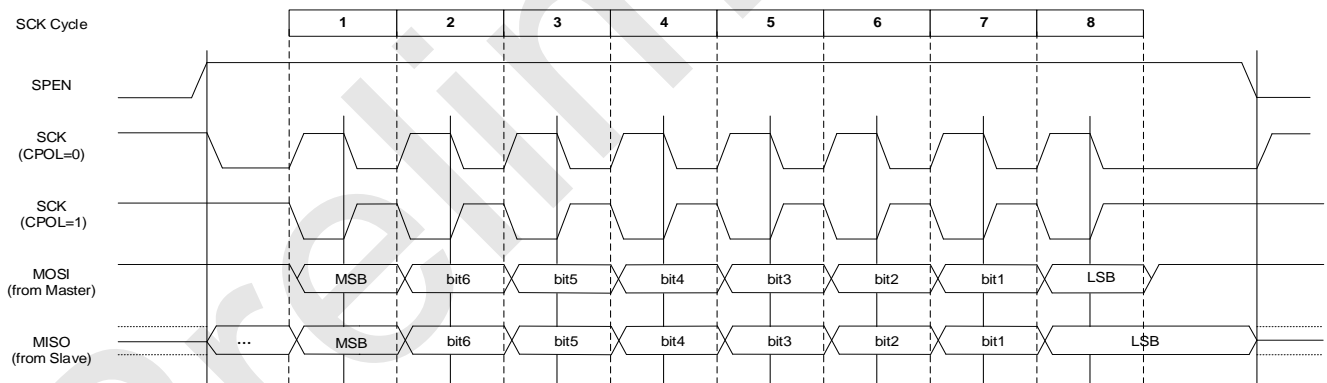 SCK Cycle 1 2 3 4 5 6 7 8
SPEN
SCK
(CPOL=0)
SCK
(CPOL=1)
MOSI
(from Master)
MSB bit6 bit5 bit4 bit3 bit2 bit1 LSB
MISO
(from Slave)
... MSB bit6 bit5 bit4 bit3 bit2 bit1 LSB